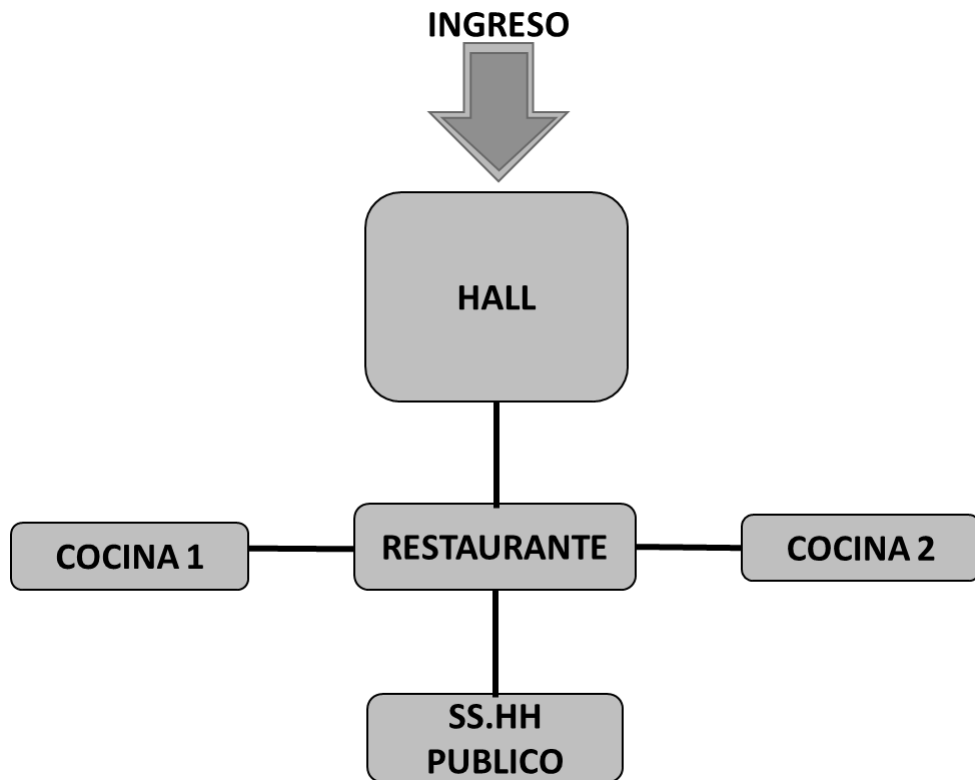 INGRESO
HALL
COCINA 1
RESTAURANTE
COCINA 2
SS.HH
PUBLICO